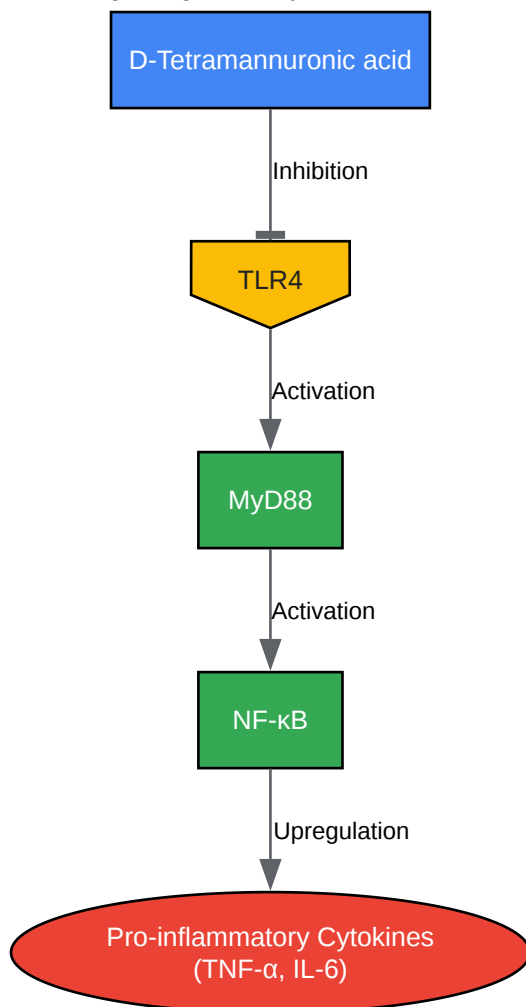 D-Tetramannuronic acid
Inhibition
TLR4
Activation
MyD88
Activation
NF-κB
Upregulation
Pro-inflammatory Cytokines
(TNF-α, IL-6)